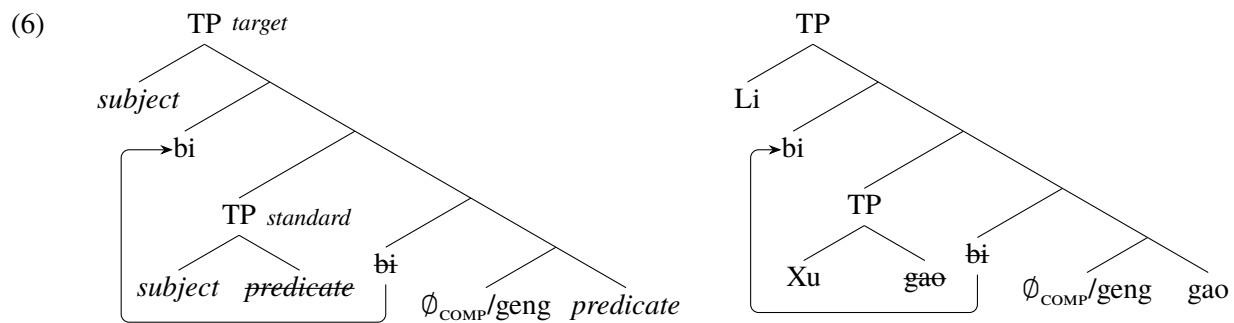 (6)
TP target
subject
bi
TP standard
subject predicate
bi
∅COMP/geng predicate
TP
Li
bi
TP
Xu gao
bi
∅COMP/geng gao